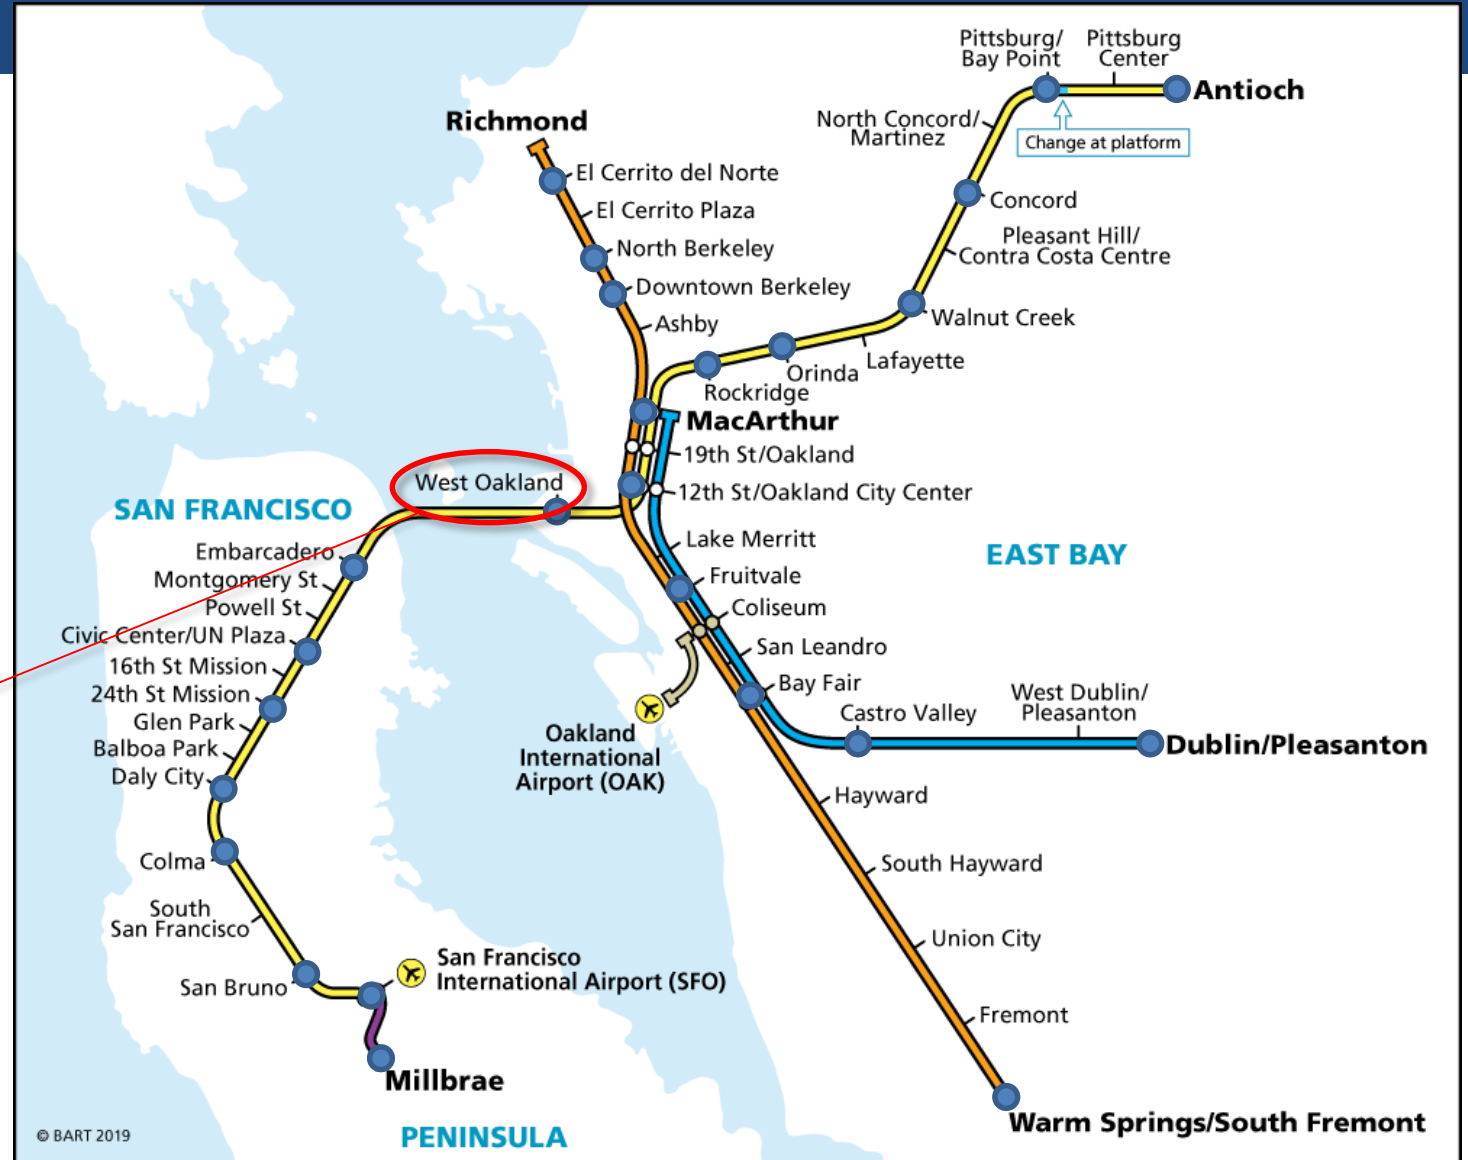 Pittsburg/
Bay Point
Pittsburg
Center
Antioch
North Concord/
Martinez
Change at platform
Richmond
El Cerrito del Norte
El Cerrito Plaza
North Berkeley
Downtown Berkeley
Ashby
Concord
Pleasant Hill/
Contra Costa Centre
Walnut Creek
Lafayette
Orinda
Rockridge
MacArthur
19th St/Oakland
12th St/Oakland City Center
West Oakland
SAN FRANCISCO
EAST BAY
Embarcadero
Montgomery St
Powell St
Civic Center/UN Plaza
16th St Mission
24th St Mission
Glen Park
Balboa Park
Daly City
Colma
South
San Francisco
San Bruno
San Francisco
International Airport (SFO)
Millbrae
Lake Merritt
Fruitvale
Coliseum
San Leandro
Bay Fair
Oakland
International
Airport (OAK)
Castro Valley
West Dublin/
Pleasanton
Dublin/Pleasanton
Hayward
South Hayward
Union City
Fremont
Warm Springs/South Fremont
PENINSULA
© BART 2019